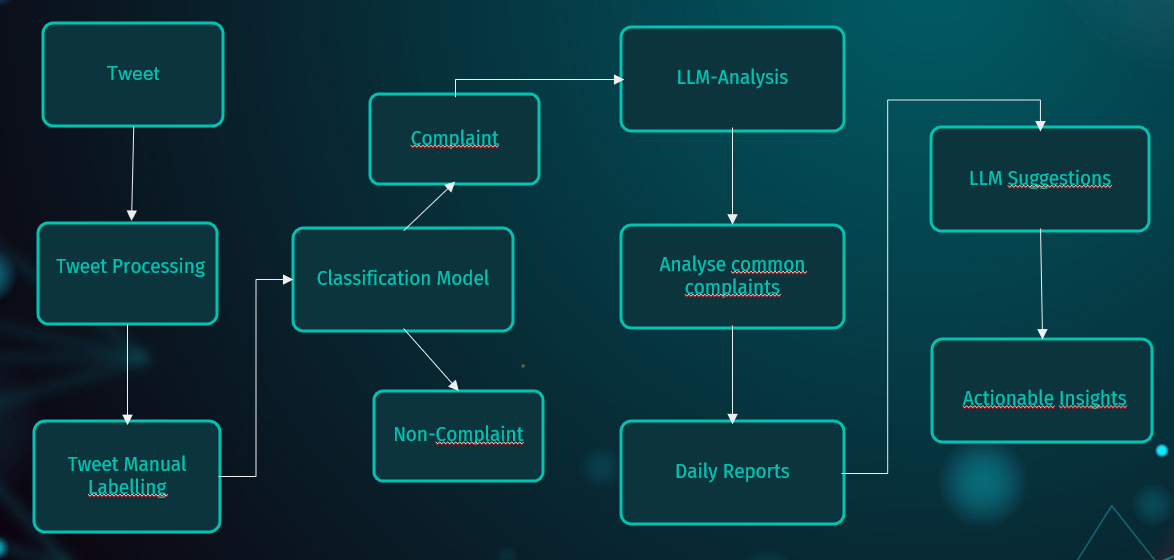 Tweet
Tweet Processing
Tweet Manual
Labelling
Classification Model
Complaint
Non-Complaint
LLM-Analysis
Analyse common
complaints
Daily Reports
LLM Suggestions
Actionable Insights